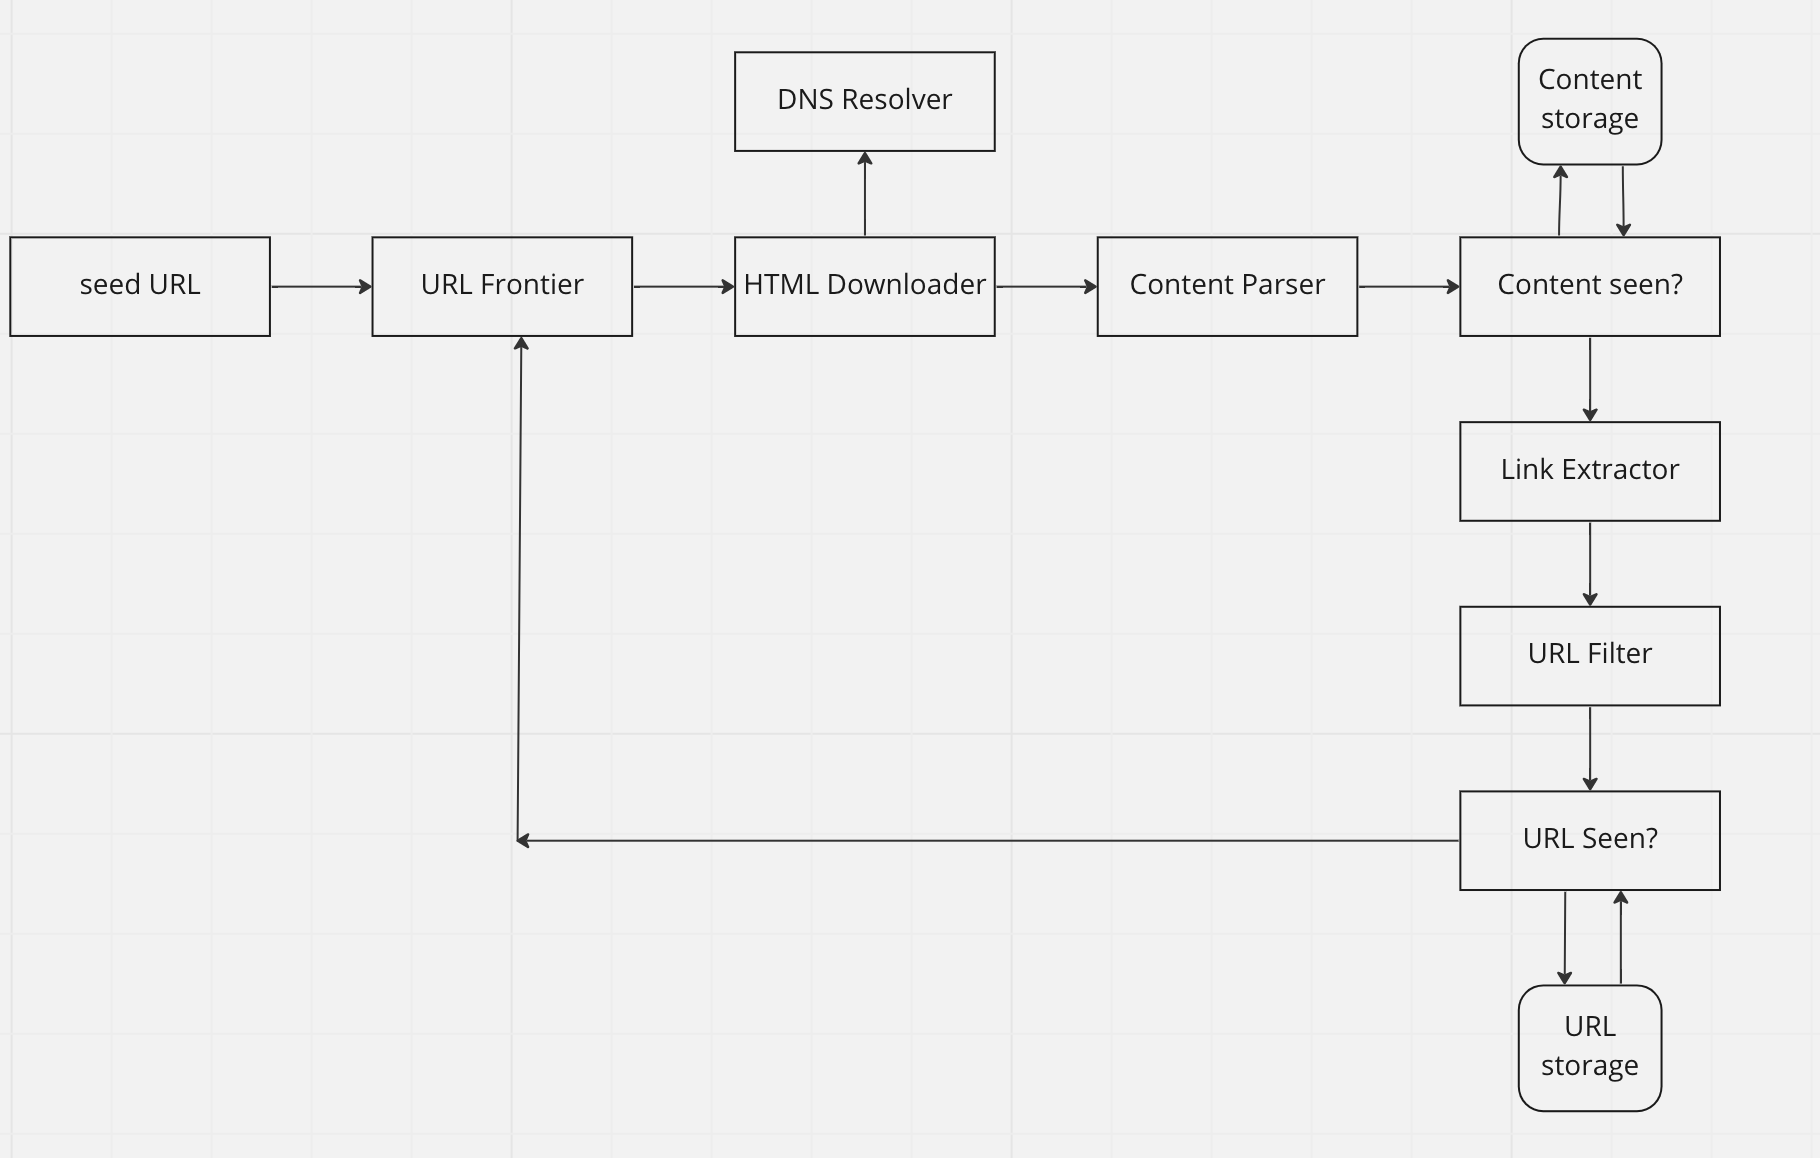 DNS Resolver
Content
storage
seed URL
URL Frontier
HTML Downloader
Content Parser
Content seen?
Link Extractor
URL Filter
URL Seen?
URL
storage